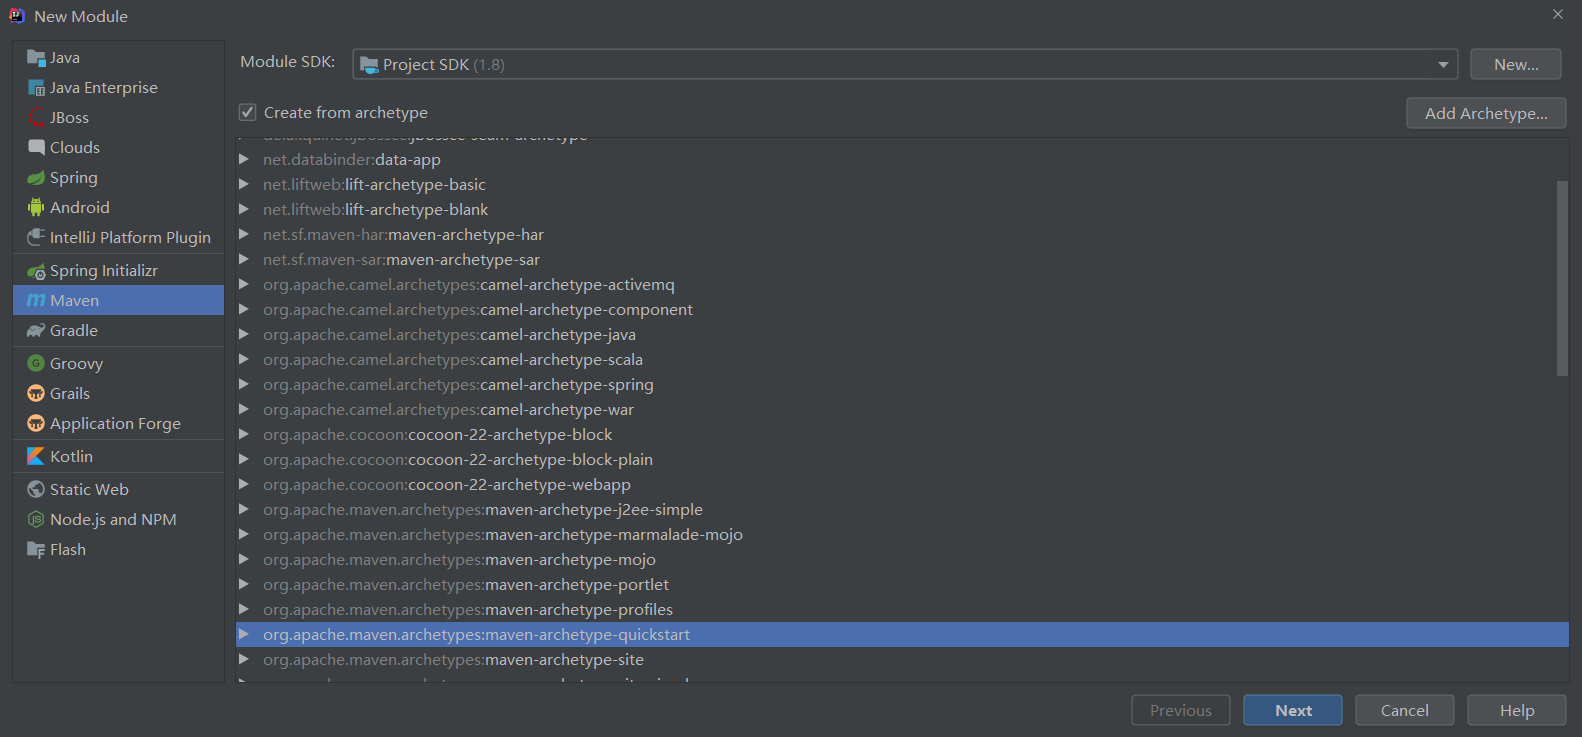 New Module
Java
Java Enterprise
JBoss
Clouds
Spring
Android
IntelliJ Platform Plugin
Spring Initializr
Maven
Gradle
Groovy
Grails
Application Forge
Kotlin
Static Web
Node.js and NPM
Flash
Module SDK: Project SDK (1.8) New...
Create from archetype Add Archetype...
net.databinder:data-app
net.liftweb:lift-archetype-basic
net.liftweb:lift-archetype-blank
net.sf.maven-har:maven-archetype-har
net.sf.maven-sar:maven-archetype-sar
org.apache.camel.archetypes:camel-archetype-activemq
org.apache.camel.archetypes:camel-archetype-component
org.apache.camel.archetypes:camel-archetype-java
org.apache.camel.archetypes:camel-archetype-scala
org.apache.camel.archetypes:camel-archetype-spring
org.apache.camel.archetypes:camel-archetype-war
org.apache.cocoon:cocoon-22-archetype-block
org.apache.cocoon:cocoon-22-archetype-block-plain
org.apache.cocoon:cocoon-22-archetype-webapp
org.apache.maven.archetypes:maven-archetype-j2ee-simple
org.apache.maven.archetypes:maven-archetype-marmalade-mojo
org.apache.maven.archetypes:maven-archetype-mojo
org.apache.maven.archetypes:maven-archetype-portlet
org.apache.maven.archetypes:maven-archetype-profiles
org.apache.maven.archetypes:maven-archetype-quickstart
org.apache.maven.archetypes:maven-archetype-site
Previous Next Cancel Help